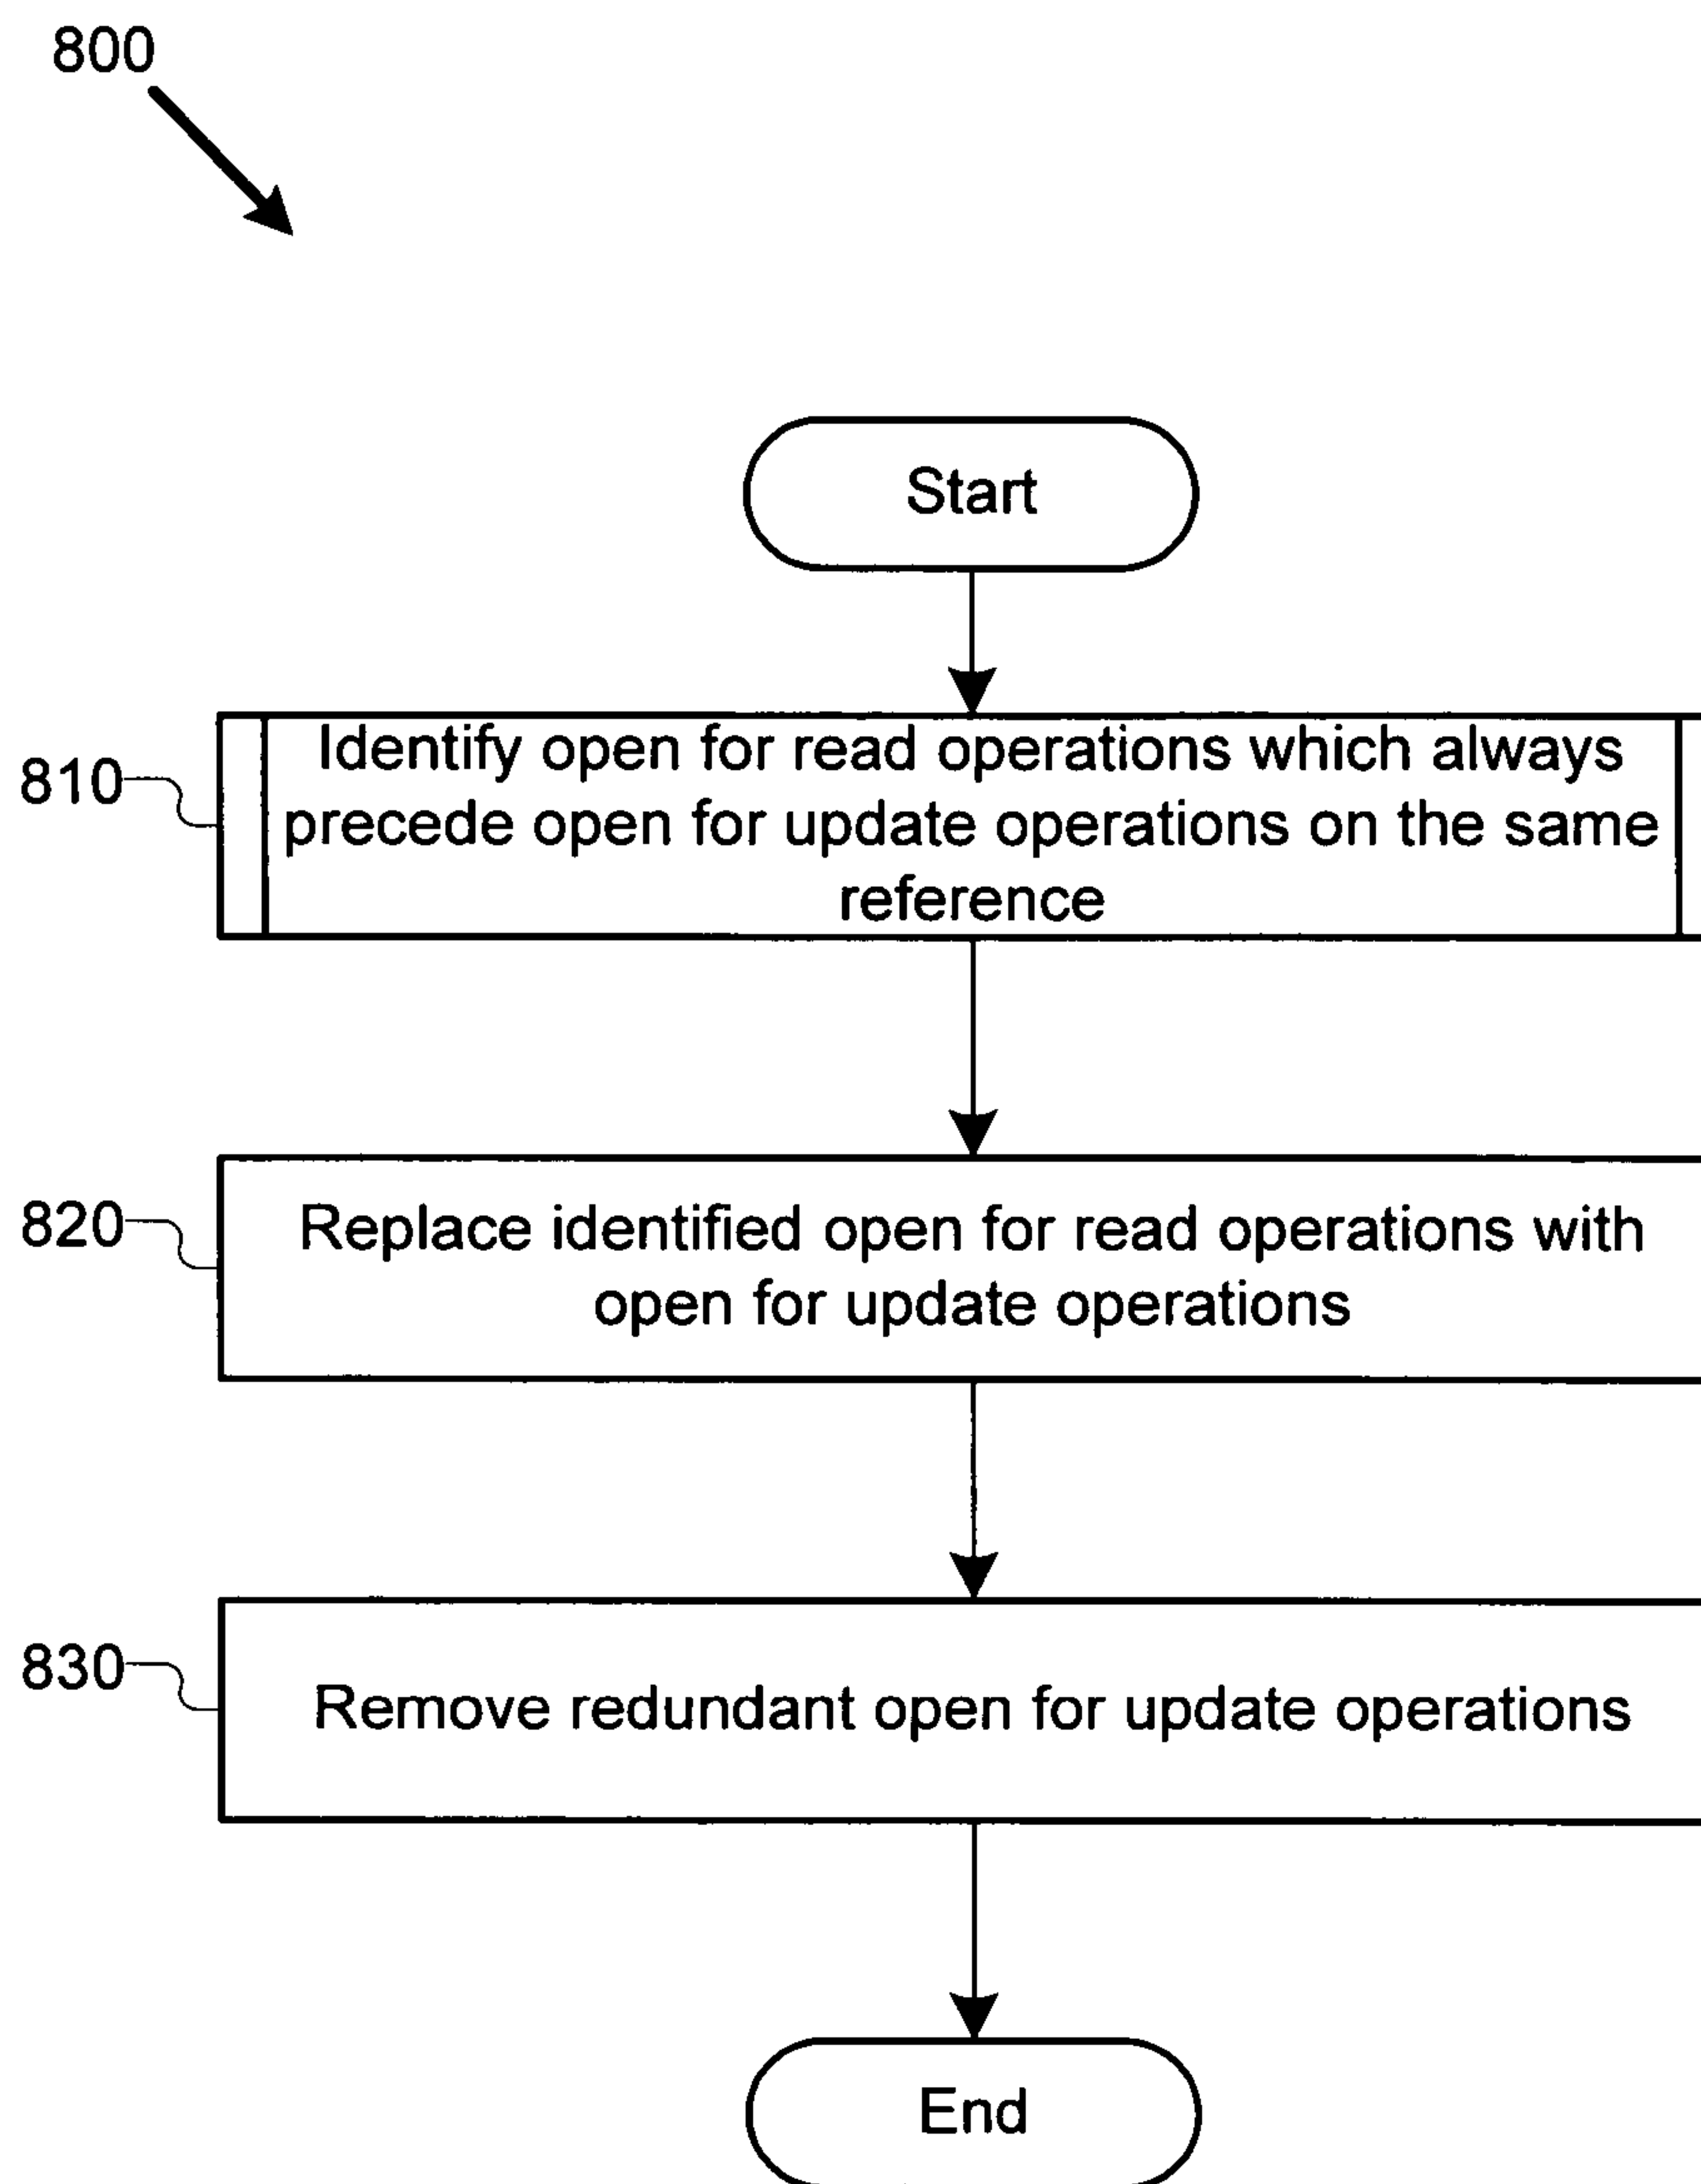 800
Start
810
Identify open for read operations which always
precede open for update operations on the same
reference
820
Replace identified open for read operations with
open for update operations
830
Remove redundant open for update operations
End